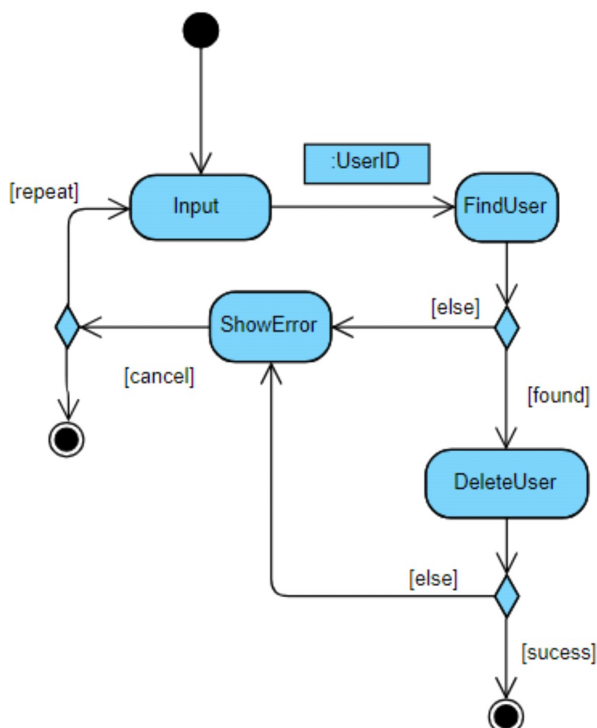 :UserID
[repeat]
Input
FindUser
[else]
ShowError
[cancel]
[found]
DeleteUser
[else]
[sucess]